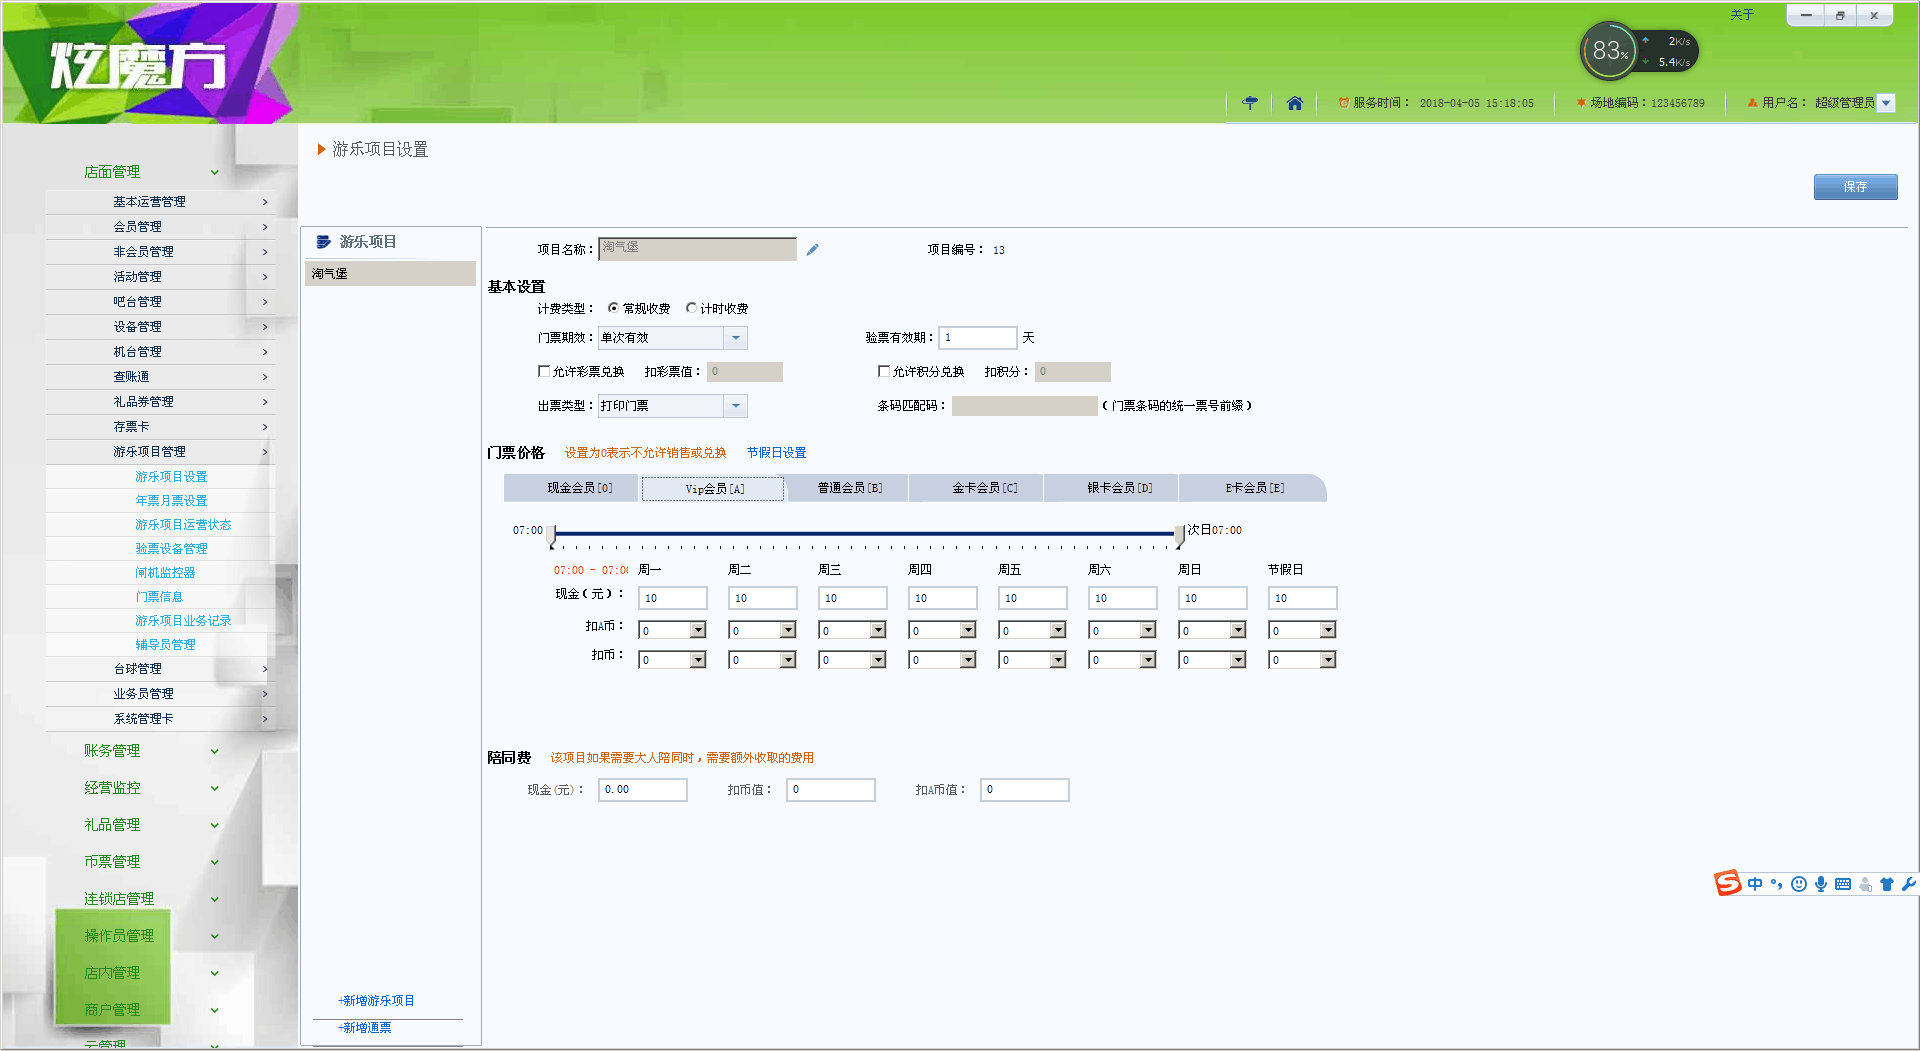 炫魔方
关于
83%
2K/s
5.4K/s
服务时间： 2018-04-05 15:18:05
场地编码：123456789
用户名： 超级管理员
店面管理
基本运营管理
会员管理
非会员管理
活动管理
吧台管理
设备管理
机台管理
查账通
礼品券管理
存票卡
游乐项目管理
游乐项目设置
年票月票设置
游乐项目运营状态
验票设备管理
闸机监控器
门票信息
游乐项目业务记录
辅导员管理
台球管理
业务员管理
系统管理卡
账务管理
经营监控
礼品管理
币票管理
连锁店管理
操作员管理
店内管理
商户管理
云管理
游乐项目设置
保存
游乐项目
淘气堡
+新增游乐项目
+新增通票
项目名称： 淘气堡
项目编号： 13
基本设置
计费类型： 常规收费 计时收费
门票期效： 单次有效
验票有效期： 1 天
允许彩票兑换 扣彩票值： 0
允许积分兑换 扣积分： 0
出票类型： 打印门票
条码匹配码： （门票条码的统一票号前缀）
门票价格 设置为0表示不允许销售或兑换 节假日设置
现金会员[0] Vip会员[A] 普通会员[B] 金卡会员[C] 银卡会员[D] E卡会员[E]
07:00 次日07:00
07:00 - 07:00 周一 周二 周三 周四 周五 周六 周日 节假日
现金（元）： 10 10 10 10 10 10 10 10
扣A币： 0 0 0 0 0 0 0 0
扣币： 0 0 0 0 0 0 0 0
陪同费 该项目如果需要大人陪同时，需要额外收取的费用
现金(元)： 0.00 扣币值： 0 扣A币值： 0
S 中